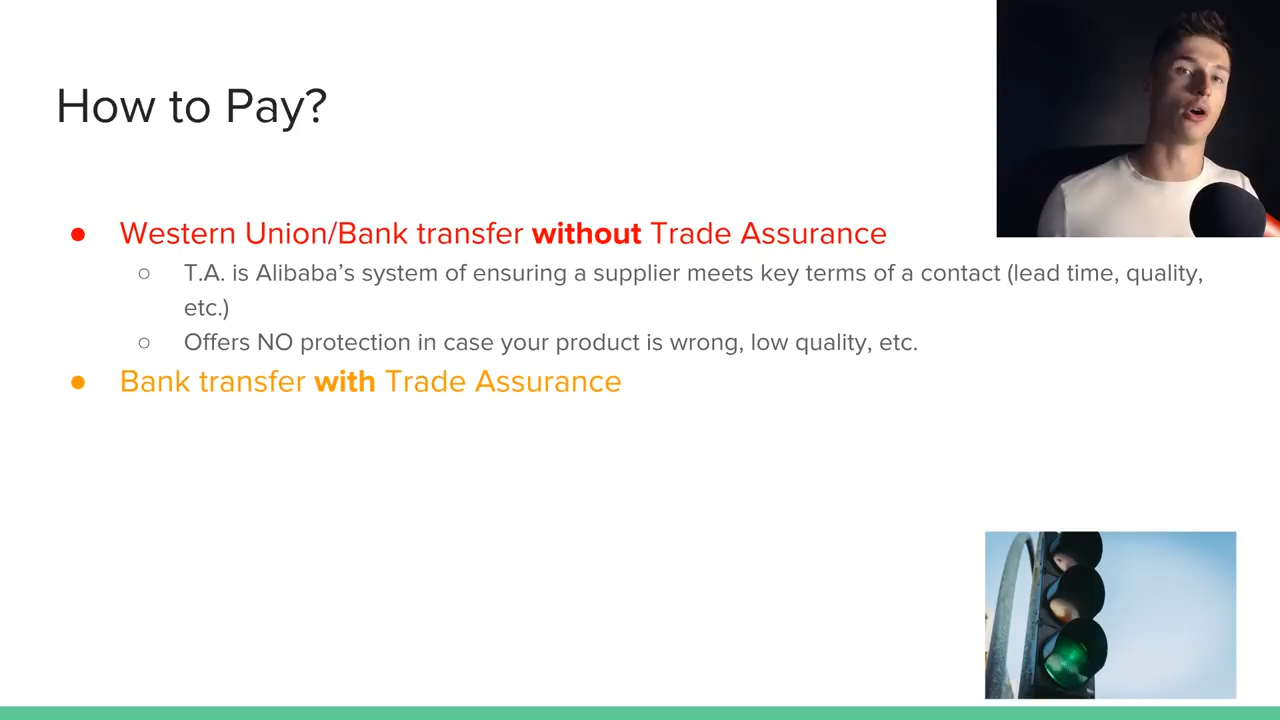 How to Pay?
● Western Union/Bank transfer without Trade Assurance
○ T.A. is Alibaba’s system of ensuring a supplier meets key terms of a contact (lead time, quality,
etc.)
○ Offers NO protection in case your product is wrong, low quality, etc.
● Bank transfer with Trade Assurance